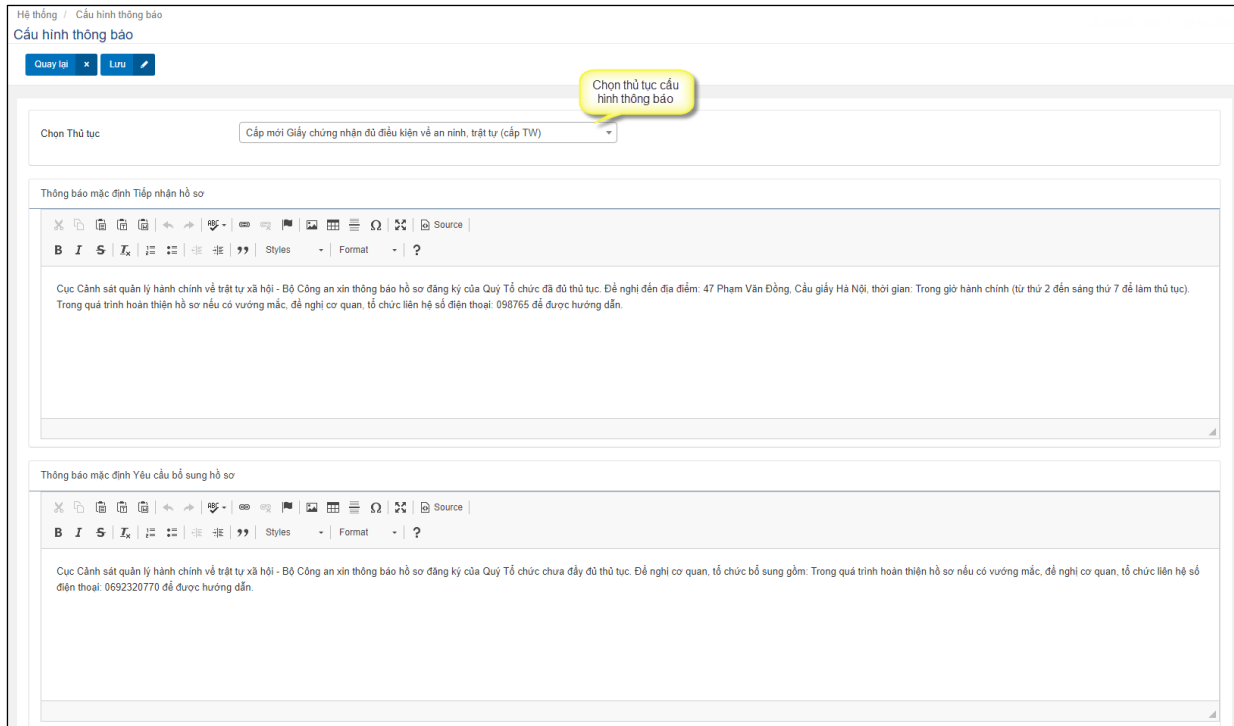 Hệ thống / Cấu hình thông báo
Cấu hình thông báo
Quay lại × Lưu
Chọn thủ tục cấu
hình thông báo
Chọn Thủ tục
Cấp mới Giấy chứng nhận đủ điều kiện về an ninh, trật tự (cấp TW)
Thông báo mặc định Tiếp nhận hồ sơ
ABC Ω Source
B I S Ix Styles Format ?
Cục Cảnh sát quản lý hành chính về trật tự xã hội - Bộ Công an xin thông báo hồ sơ đăng ký của Quý Tổ chức đã đủ thủ tục. Đề nghị đến địa điểm: 47 Phạm Văn Đồng, Cầu giấy Hà Nội, thời gian: Trong giờ hành chính (từ thứ 2 đến sáng thứ 7 để làm thủ tục).
Trong quá trình hoàn thiện hồ sơ nếu có vướng mắc, đề nghị cơ quan, tổ chức liên hệ số điện thoại: 098765 để được hướng dẫn.
Thông báo mặc định Yêu cầu bổ sung hồ sơ
ABC Ω Source
B I S Ix Styles Format ?
Cục Cảnh sát quản lý hành chính về trật tự xã hội - Bộ Công an xin thông báo hồ sơ đăng ký của Quý Tổ chức chưa đầy đủ thủ tục. Đề nghị cơ quan, tổ chức bổ sung gồm: Trong quá trình hoàn thiện hồ sơ nếu có vướng mắc, đề nghị cơ quan, tổ chức liên hệ số
điện thoại: 0692320770 để được hướng dẫn.